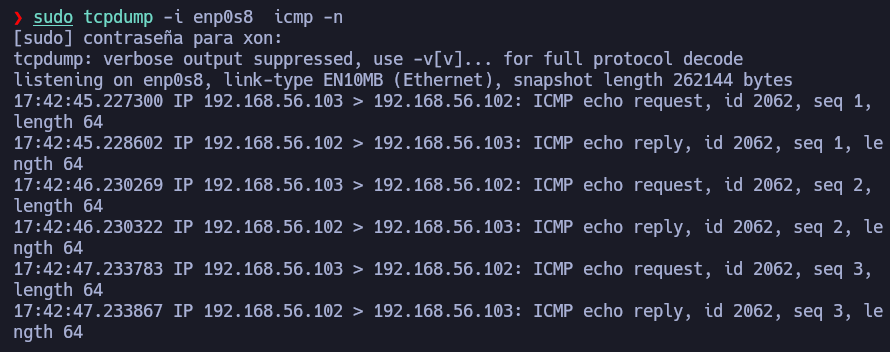 ❯ sudo tcpdump -i enp0s8  icmp -n
[sudo] contraseña para xon:
tcpdump: verbose output suppressed, use -v[v]... for full protocol decode
listening on enp0s8, link-type EN10MB (Ethernet), snapshot length 262144 bytes
17:42:45.227300 IP 192.168.56.103 > 192.168.56.102: ICMP echo request, id 2062, seq 1,
length 64
17:42:45.228602 IP 192.168.56.102 > 192.168.56.103: ICMP echo reply, id 2062, seq 1, le
ngth 64
17:42:46.230269 IP 192.168.56.103 > 192.168.56.102: ICMP echo request, id 2062, seq 2,
length 64
17:42:46.230322 IP 192.168.56.102 > 192.168.56.103: ICMP echo reply, id 2062, seq 2, le
ngth 64
17:42:47.233783 IP 192.168.56.103 > 192.168.56.102: ICMP echo request, id 2062, seq 3,
length 64
17:42:47.233867 IP 192.168.56.102 > 192.168.56.103: ICMP echo reply, id 2062, seq 3, le
ngth 64